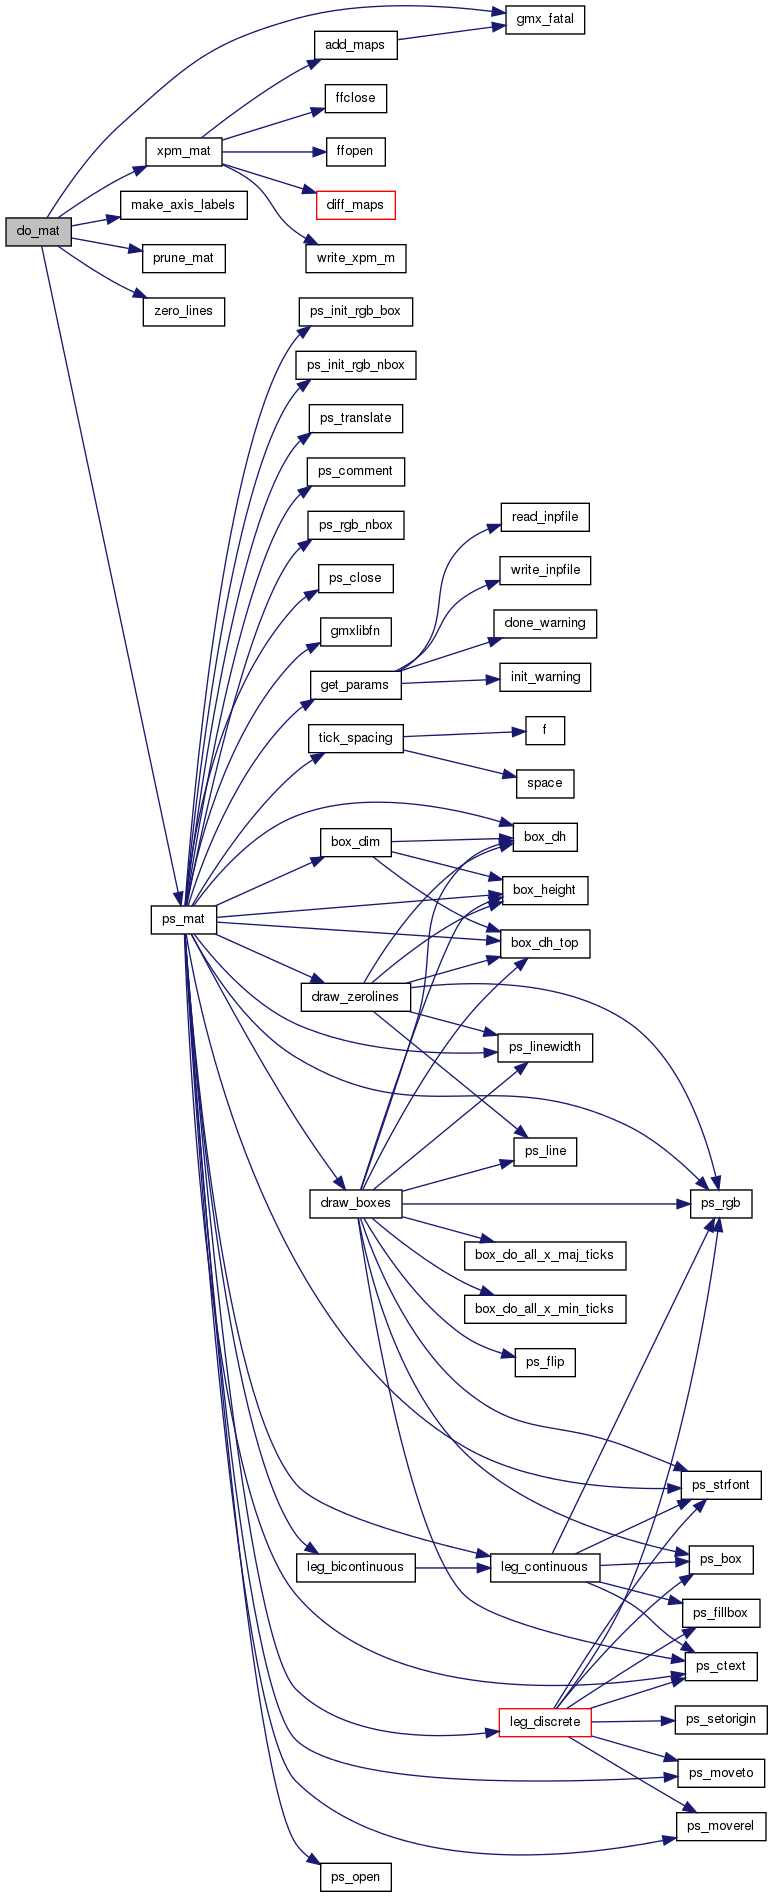 gmx_fatal
add_maps
ffclose
xpm_mat
ffopen
make_axis_labels
diff_maps
do_mat
prune_mat
write_xpm_m
zero_lines
ps_init_rgb_box
ps_init_rgb_nbox
ps_translate
ps_comment
read_inpfile
ps_rgb_nbox
write_inpfile
ps_close
done_warning
gmxlibfn
init_warning
get_params
f
tick_spacing
space
box_dh
box_dim
box_height
ps_mat
box_dh_top
draw_zerolines
ps_linewidth
ps_line
draw_boxes
ps_rgb
box_do_all_x_maj_ticks
box_do_all_x_min_ticks
ps_flip
ps_strfont
ps_box
leg_bicontinuous
leg_continuous
ps_fillbox
ps_ctext
leg_discrete
ps_setorigin
ps_moveto
ps_moverel
ps_open